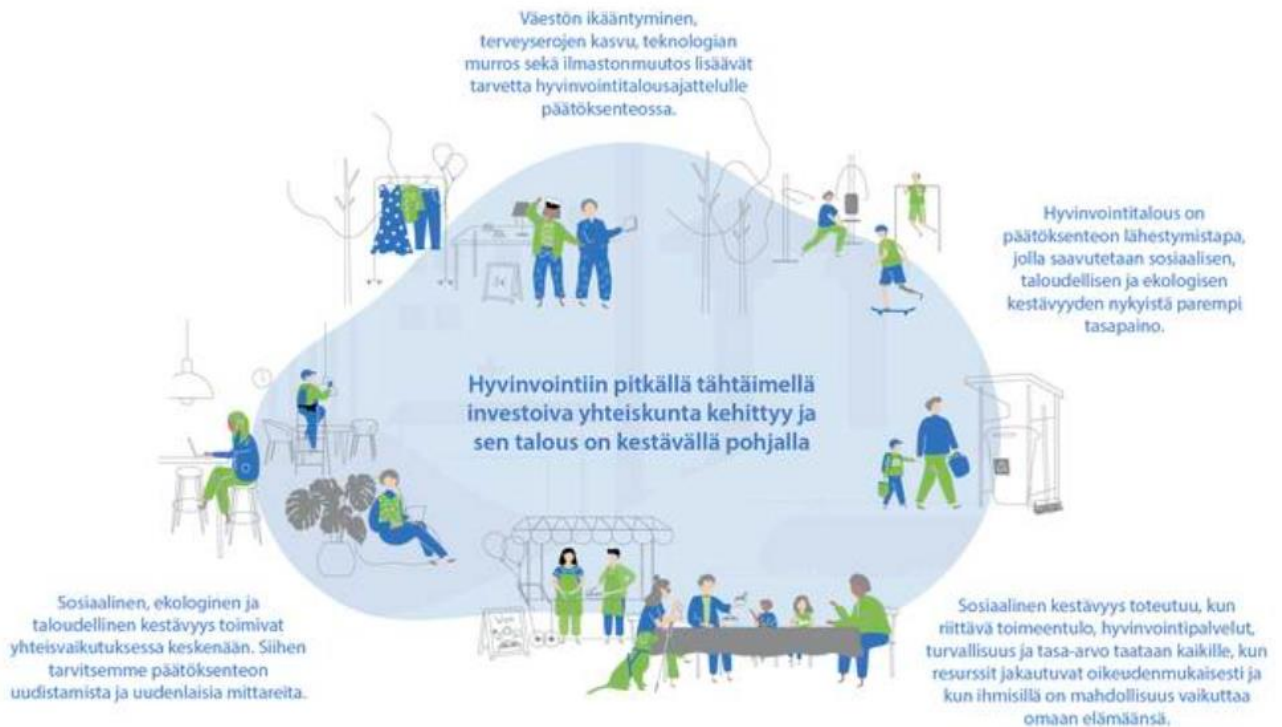 Väestön ikääntyminen,
terveyserojen kasvu, teknologian
murros sekä ilmastonmuutos lisäävät
tarvetta hyvinvointitalousajattelulle
päätöksenteossa.
Hyvinvointitalous on
päätöksenteon lähestymistapa,
jolla saavutetaan sosiaalisen,
taloudellisen ja ekologisen
kestävyyden nykyistä parempi
tasapaino.
Hyvinvointiin pitkällä tähtäimellä
investoiva yhteiskunta kehittyy ja
sen talous on kestävällä pohjalla
Sosiaalinen, ekologinen ja
taloudellinen kestävyys toimivat
yhteisvaikutuksessa keskenään. Siihen
tarvitsemme päätöksenteon
uudistamista ja uudenlaisia mittareita.
Sosiaalinen kestävyys toteutuu, kun
riittävä toimeentulo, hyvinvointipalvelut,
turvallisuus ja tasa-arvo taataan kaikille, kun
resurssit jakautuvat oikeudenmukaisesti ja
kun ihmisillä on mahdollisuus vaikuttaa
omaan elämäänsä.